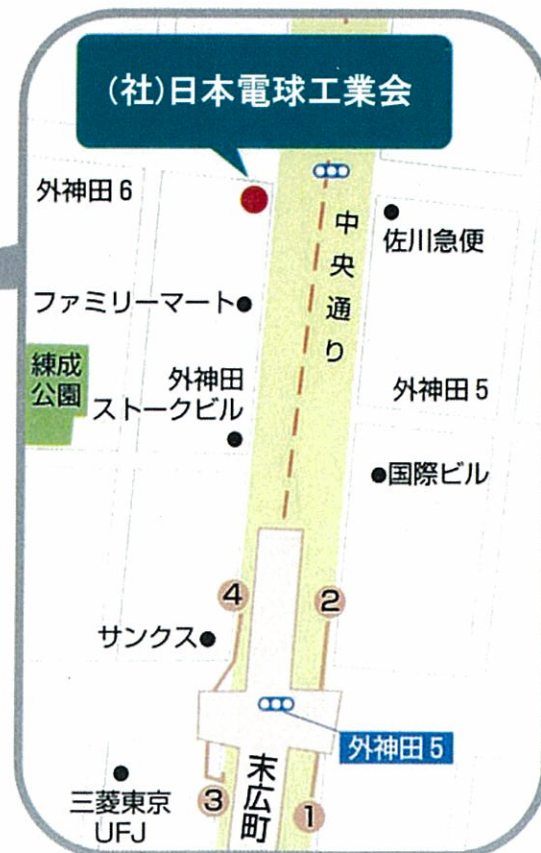 (社)日本電球工業会
外神田6
中央通り
佐川急便
ファミリーマート
練成
公園
外神田
ストークビル
外神田5
国際ビル
4
2
サンクス
外神田5
末広町
三菱東京
UFJ
3
1